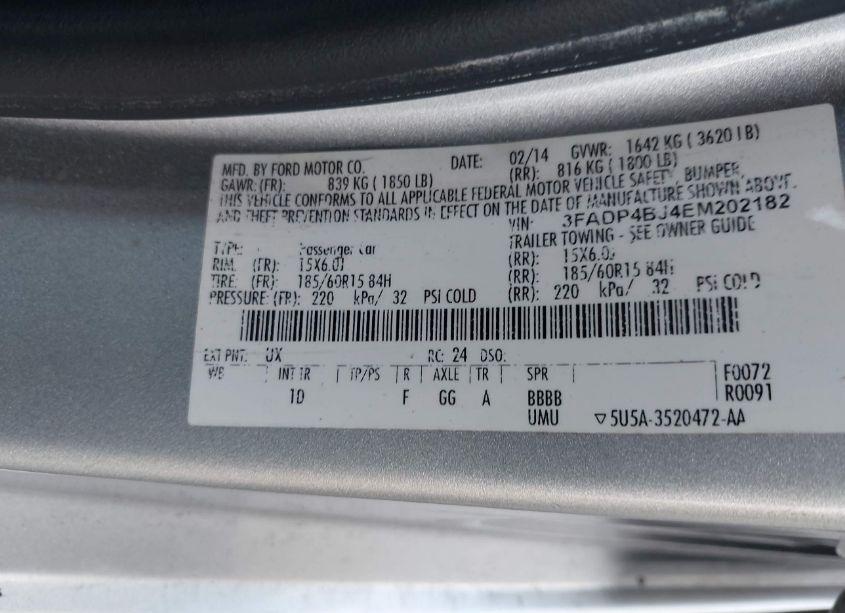 MFD. BY FORD MOTOR CO. DATE: 02/14 GVWR: 1642 KG ( 3620 LB)
GAWR: (FR): 839 KG ( 1850 LB) (RR): 816 KG ( 1800 LB)
THIS VEHICLE CONFORMS TO ALL APPLICABLE FEDERAL MOTOR VEHICLE SAFETY, BUMPER,
AND THEFT PREVENTION STANDARDS IN EFFECT ON THE DATE OF MANUFACTURE SHOWN ABOVE.
VIN: 3FADP4BJ4EM202182
TRAILER TOWING - SEE OWNER GUIDE
TYPE: Passenger Car
RIM: (FR): 15X6.0J (RR): 15X6.0J
TIRE: (FR): 185/60R15 84H (RR): 185/60R15 84H
PRESSURE: (FR): 220 kPa/ 32 PSI COLD (RR): 220 kPa/ 32 PSI COLD
EXT PNT: UX RC: 24 DSO:
WB INT TR TP/PS R AXLE TR SPR F0072
1D F GG A BBBB R0091
UMU ▽5U5A-3520472-AA